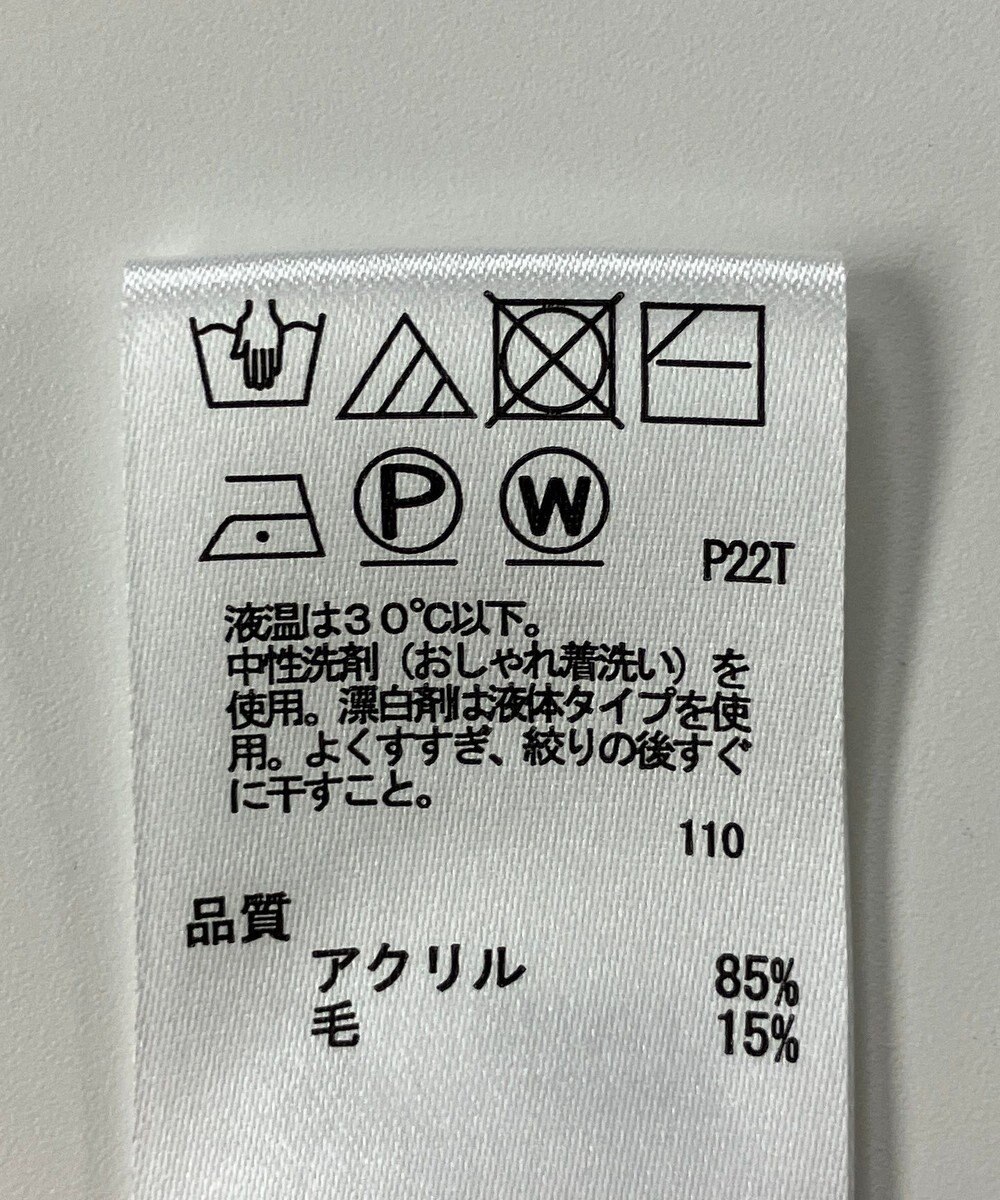 P W
P22T
液温は30℃以下。
中性洗剤（おしゃれ着洗い）を
使用。漂白剤は液体タイプを使
用。よくすすぎ、絞りの後すぐ
に干すこと。
110
品質
アクリル 85%
毛 15%